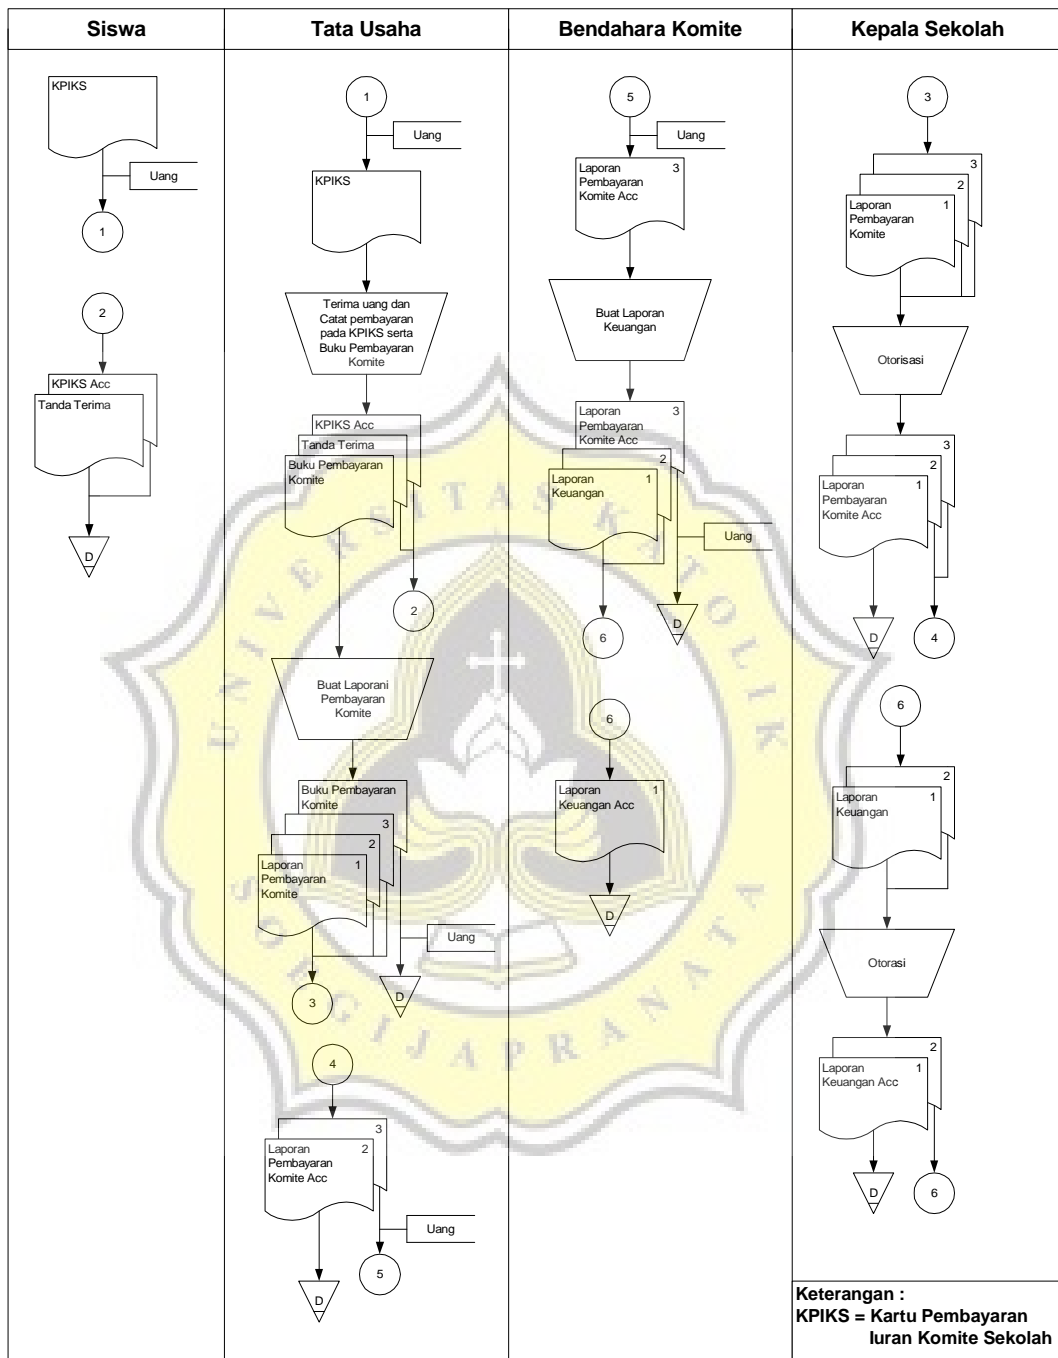 Siswa
Tata Usaha
Bendahara Komite
Kepala Sekolah
KPIKS
Uang
1
2
KPIKS Acc
Tanda Terima
D
1
Uang
KPIKS
Terima uang dan
Catat pembayaran
pada KPIKS serta
Buku Pembayaran
Komite
KPIKS Acc
Tanda Terima
Buku Pembayaran
Komite
2
Buat Laporani
Pembayaran
Komite
Buku Pembayaran
Komite
3
2
Laporan 1
Pembayaran
Komite
Uang
3
D
4
3
Laporan 2
Pembayaran
Komite Acc
Uang
5
D
5
Uang
Laporan 3
Pembayaran
Komite Acc
Buat Laporan
Keuangan
Laporan 3
Pembayaran
Komite Acc
2
Laporan 1
Keuangan
Uang
6
D
6
Laporan 1
Keuangan Acc
D
3
3
2
Laporan 1
Pembayaran
Komite
Otorisasi
3
2
Laporan 1
Pembayaran
Komite Acc
D
4
6
2
Laporan 1
Keuangan
Otorasi
2
Laporan 1
Keuangan Acc
D
6
Keterangan :
KPIKS = Kartu Pembayaran
Iuran Komite Sekolah
UNIVERSITAS KATOLIK
SOEGIJAPRANATA